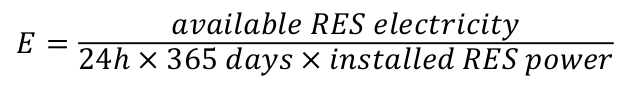 E = available RES electricity / 24h × 365 days × installed RES power